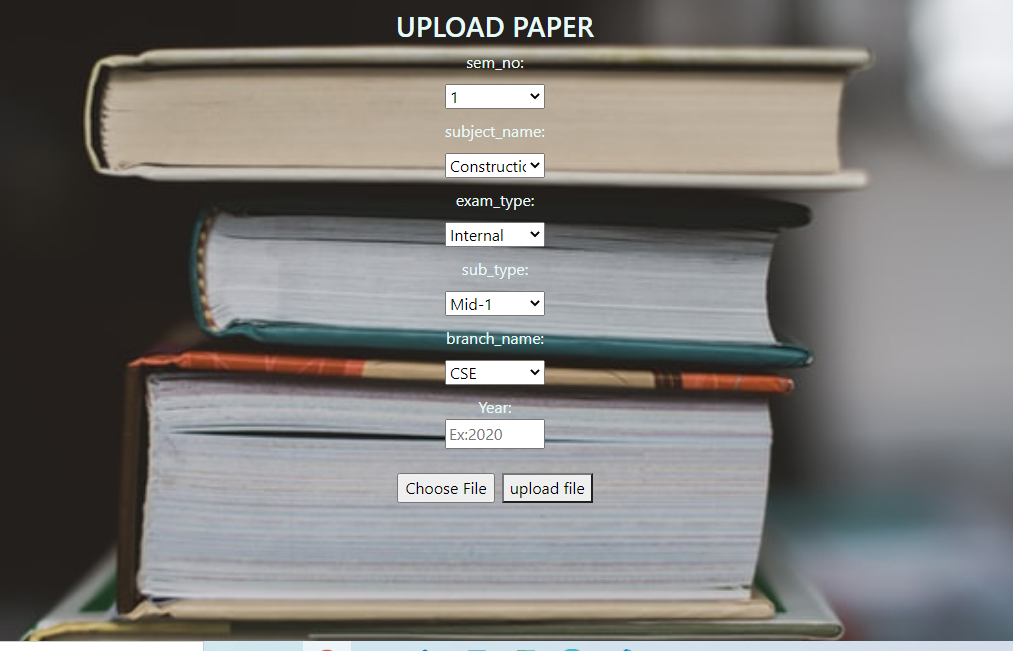 UPLOAD PAPER
sem_no:
1
subject_name:
Constructic
exam_type:
Internal
sub_type:
Mid-1
branch_name:
CSE
Year:
Ex:2020
Choose File upload file